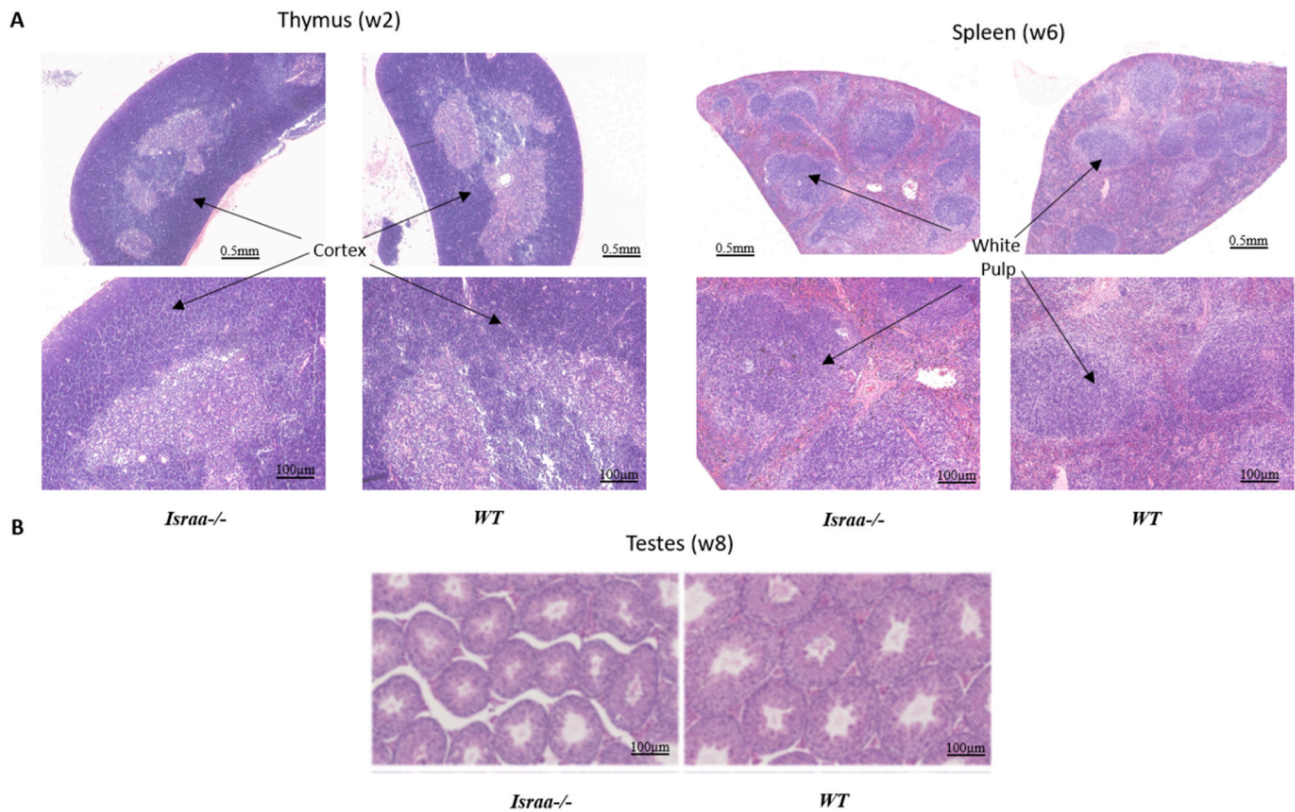 A
Thymus (w2)
Spleen (w6)
0.5mm
0.5mm
0.5mm
0.5mm
Cortex
White
Pulp
100μm
100μm
100μm
100μm
Israa-/-
WT
Israa-/-
WT
B
Testes (w8)
100μm
100μm
Israa-/-
WT